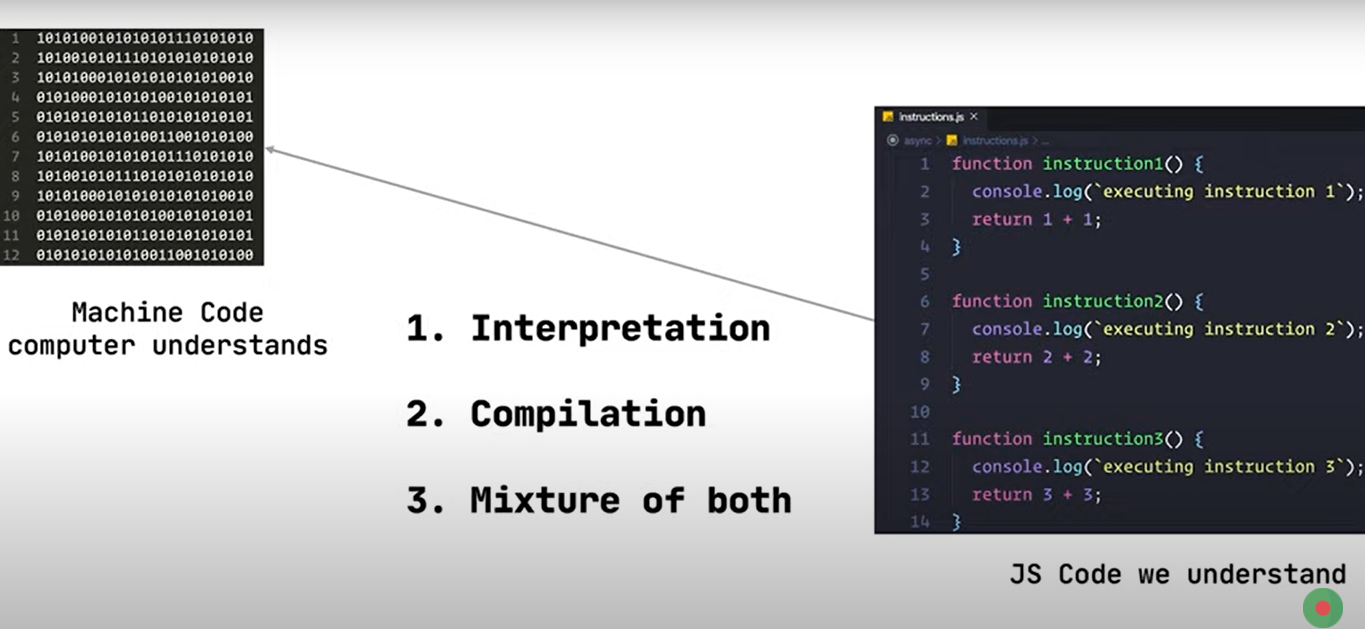 1 1010100101010101110101010
2 1010010101110101010101010
3 1010100010101010101010010
4 0101000101010100101010101
5 0101010101011010101010101
6 0101010101010011001010100
7 1010100101010101110101010
8 1010010101110101010101010
9 1010100010101010101010010
10 0101000101010100101010101
11 0101010101011010101010101
12 0101010101010011001010100
Machine Code
computer understands
1. Interpretation
2. Compilation
3. Mixture of both
instructions.js ×
async > instructions.js > ...
1 function instruction1() {
2 console.log(`executing instruction 1`);
3 return 1 + 1;
4 }
5
6 function instruction2() {
7 console.log(`executing instruction 2`);
8 return 2 + 2;
9 }
10
11 function instruction3() {
12 console.log(`executing instruction 3`);
13 return 3 + 3;
14 }
JS Code we understand